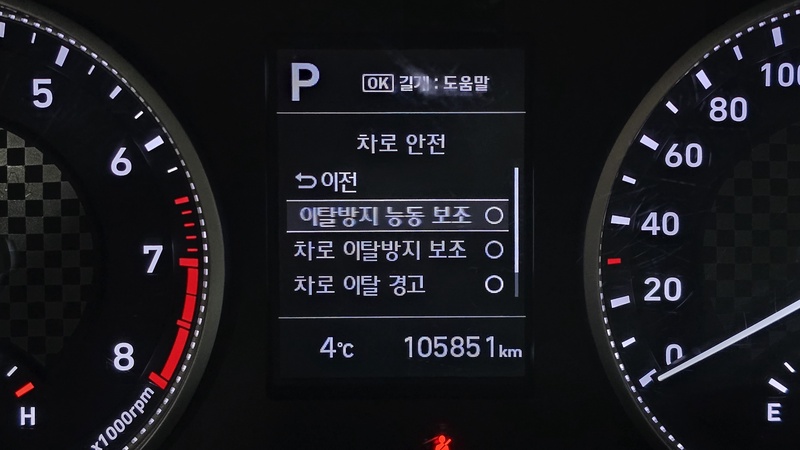 P
OK 길게 : 도움말
차로 안전
이전
이탈방지 능동 보조
차로 이탈방지 보조
차로 이탈 경고
4℃ 105851km
5
6
7
8
x1000rpm
H
100
80
60
40
20
0
E